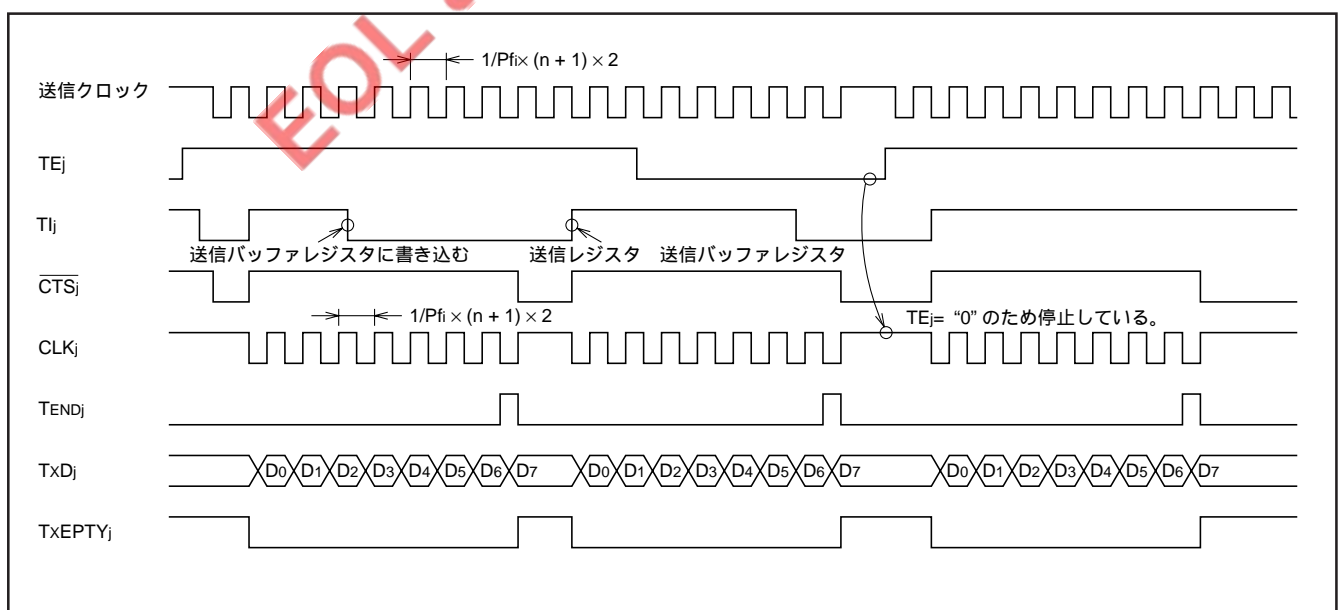 EOL
1/Pfi× (n + 1) × 2
送信クロック
TEj
TIj
送信バッファレジスタに書き込む
送信レジスタ 送信バッファレジスタ
CTSj
1/Pfi × (n + 1) × 2
TEj= “0” のため停止している。
CLKj
TENDj
TXDj
D0 D1 D2 D3 D4 D5 D6 D7 D0 D1 D2 D3 D4 D5 D6 D7 D0 D1 D2 D3 D4 D5 D6 D7
TXEPTYj